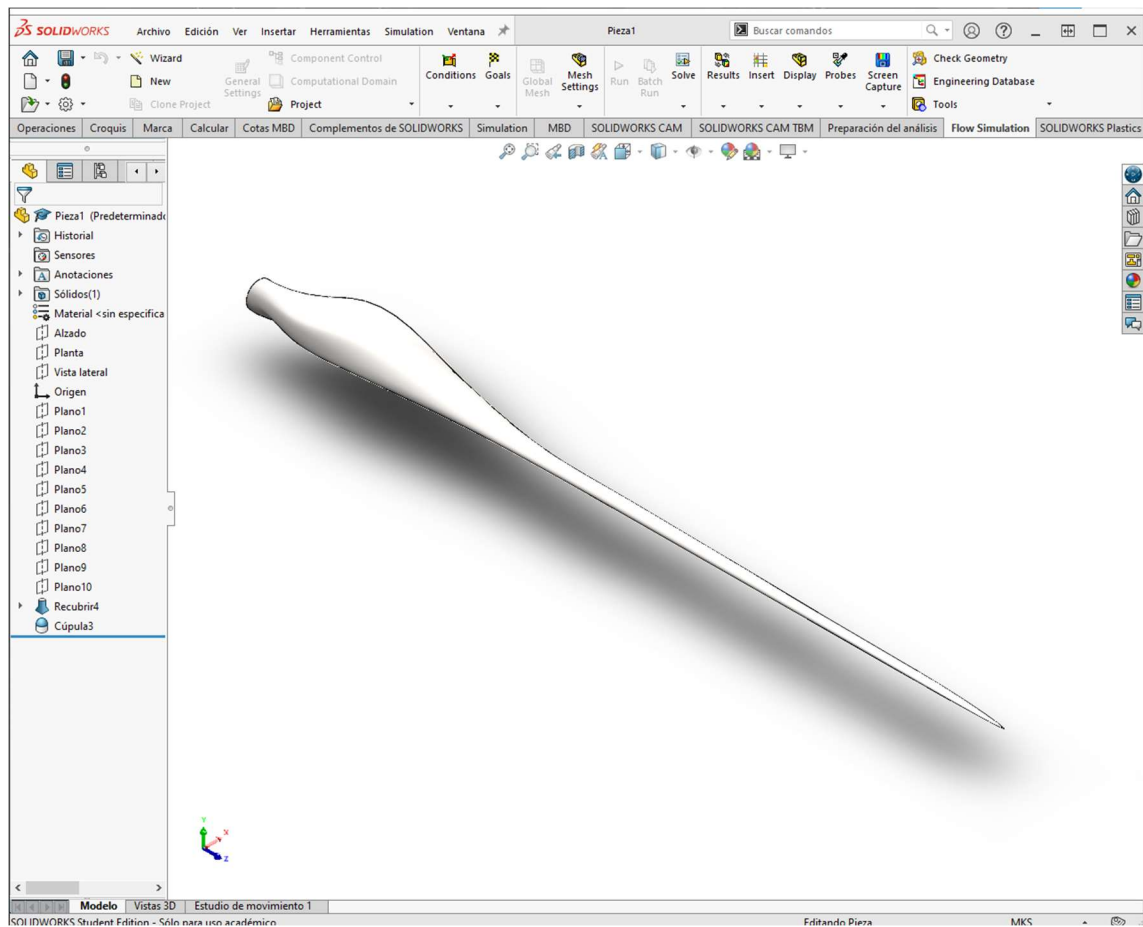 SOLIDWORKS Archivo Edición Ver Insertar Herramientas Simulation Ventana Pieza1 Buscar comandos
Wizard
New
Clone Project
General Settings
Component Control
Computational Domain
Project
Conditions
Goals
Global Mesh
Mesh Settings
Run
Batch Run
Solve
Results
Insert
Display
Probes
Screen Capture
Check Geometry
Engineering Database
Tools
Operaciones Croquis Marca Calcular Cotas MBD Complementos de SOLIDWORKS Simulation MBD SOLIDWORKS CAM SOLIDWORKS CAM TBM Preparación del análisis Flow Simulation SOLIDWORKS Plastics
Pieza1 (Predeterminado
Historial
Sensores
Anotaciones
Sólidos(1)
Material <sin especifica
Alzado
Planta
Vista lateral
Origen
Plano1
Plano2
Plano3
Plano4
Plano5
Plano6
Plano7
Plano8
Plano9
Plano10
Recubrir4
Cúpula3
Y
X
Z
Modelo Vistas 3D Estudio de movimiento 1
SOLIDWORKS Student Edition - Sólo para uso académico Editando Pieza MKS